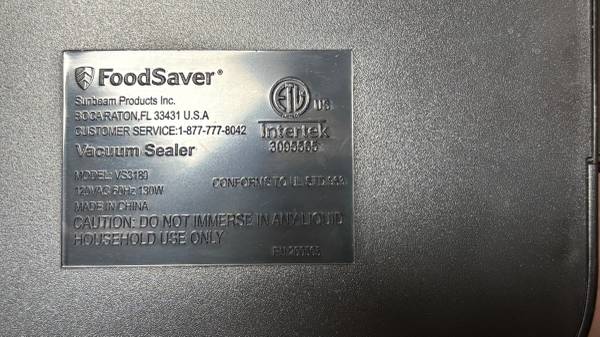 FoodSaver®
Sunbeam Products Inc.
BOCA RATON, FL 33431 U.S.A
CUSTOMER SERVICE:1-877-777-8042
Vacuum Sealer
MODEL: VS3180
120VAC 60Hz 130W
MADE IN CHINA
CAUTION: DO NOT IMMERSE IN ANY LIQUID
HOUSEHOLD USE ONLY
US
Intertek
CONFORMS TO UL STD.